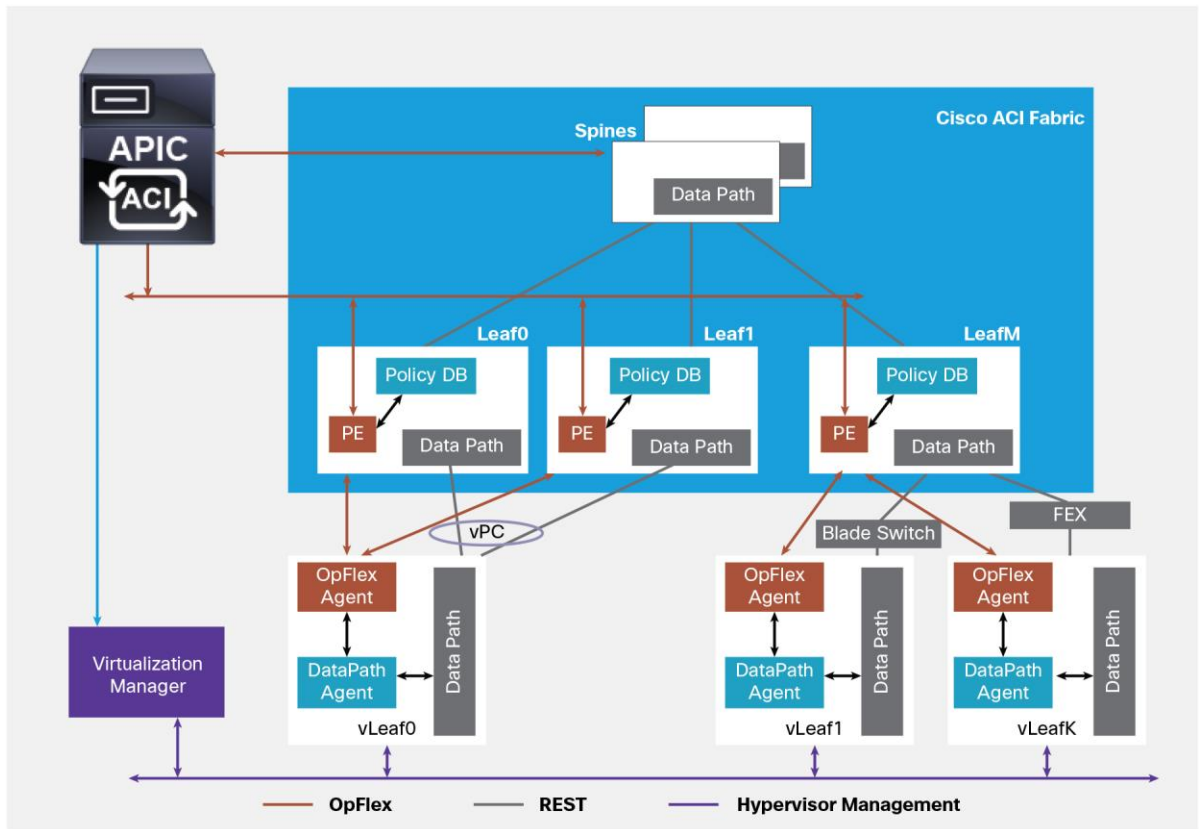 Cisco ACI Fabric
Spines
APIC
ACI
Data Path
Leaf0
Leaf1
LeafM
Policy DB
Policy DB
Policy DB
PE
PE
PE
Data Path
Data Path
Data Path
vPC
Blade Switch
FEX
OpFlex
Agent
DataPath
Agent
Data Path
vLeaf0
OpFlex
Agent
DataPath
Agent
Data Path
vLeaf1
OpFlex
Agent
DataPath
Agent
Data Path
vLeafK
Virtualization
Manager
OpFlex
REST
Hypervisor Management